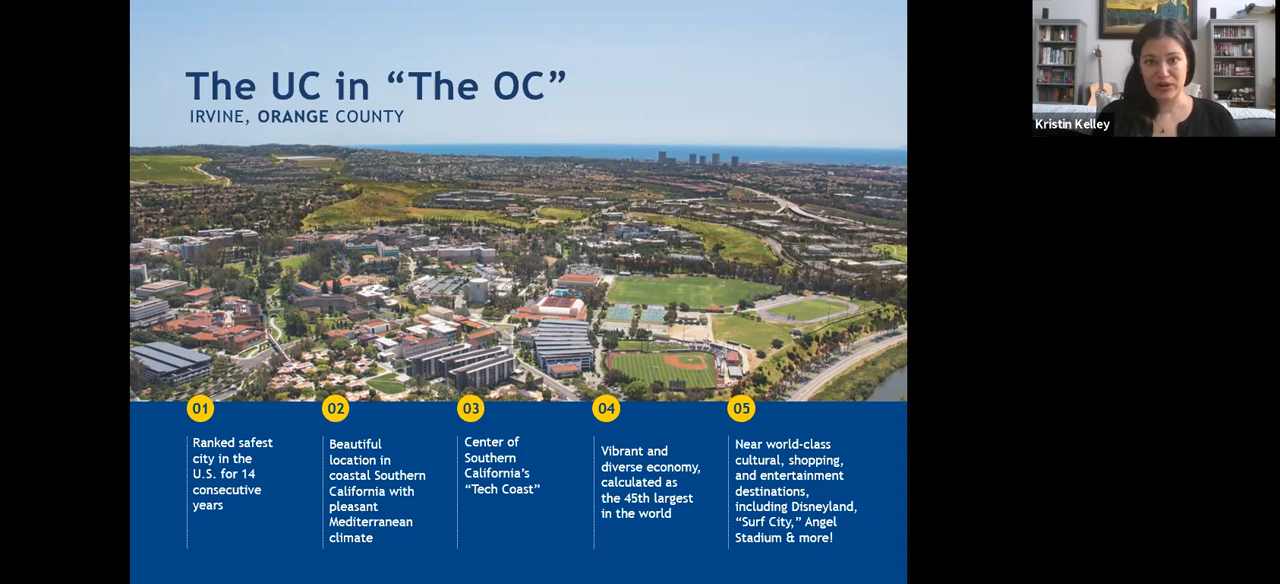 The UC in “The OC”
IRVINE, ORANGE COUNTY
Kristin Kelley
01
Ranked safest
city in the
U.S. for 14
consecutive
years
02
Beautiful
location in
coastal Southern
California with
pleasant
Mediterranean
climate
03
Center of
Southern
California’s
“Tech Coast”
04
Vibrant and
diverse economy,
calculated as
the 45th largest
in the world
05
Near world-class
cultural, shopping,
and entertainment
destinations,
including Disneyland,
“Surf City,” Angel
Stadium & more!